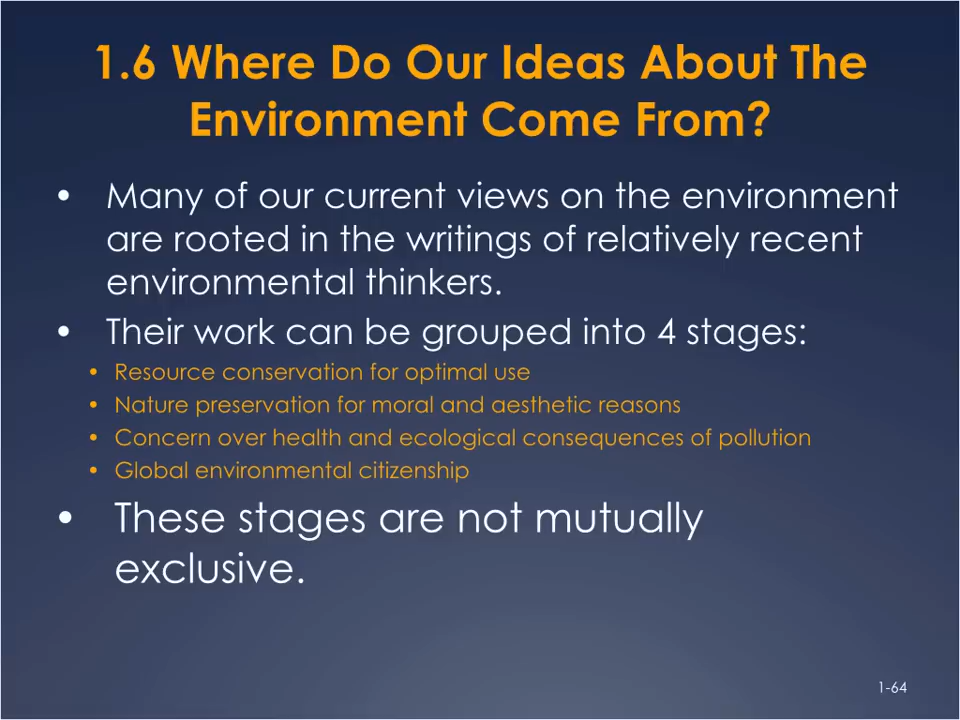 1.6 Where Do Our Ideas About The
Environment Come From?
• Many of our current views on the environment
are rooted in the writings of relatively recent
environmental thinkers.
• Their work can be grouped into 4 stages:
• Resource conservation for optimal use
• Nature preservation for moral and aesthetic reasons
• Concern over health and ecological consequences of pollution
• Global environmental citizenship
• These stages are not mutually
exclusive.
1-64